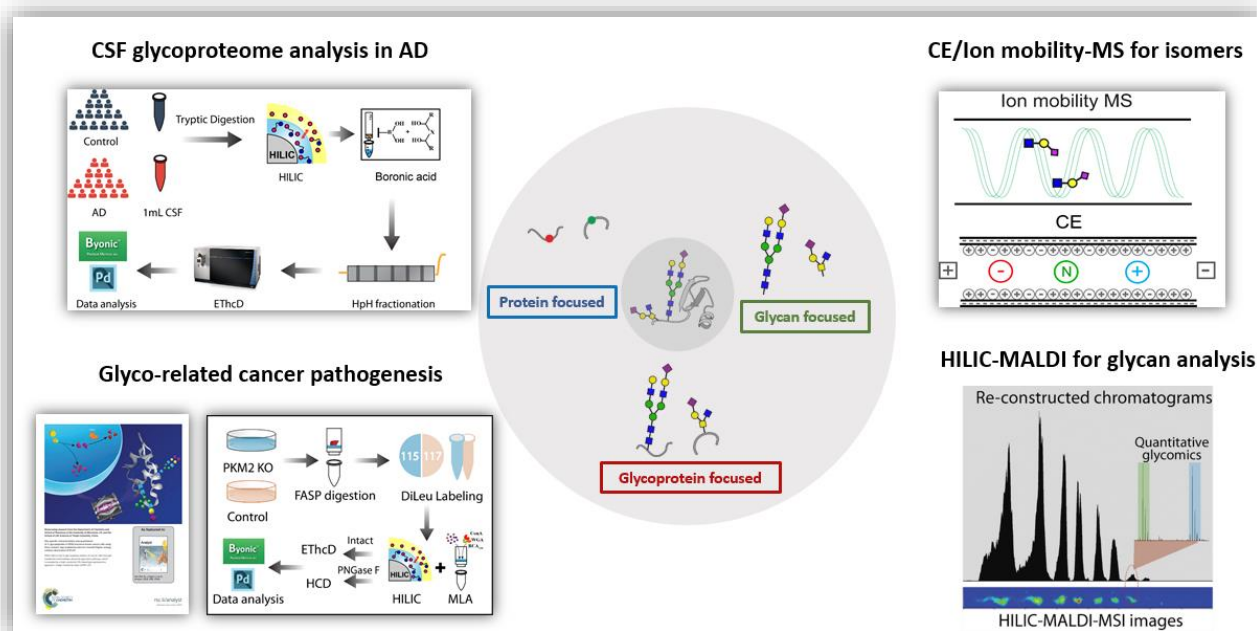 CSF glycoproteome analysis in AD
Control
Tryptic Digestion
HILIC
HILIC
Boronic acid
AD
1mL CSF
Byonic
Pd
Data analysis
EThcD
HpH fractionation
Protein focused
Glycan focused
Glycoprotein focused
CE/Ion mobility-MS for isomers
Ion mobility MS
CE
N
Glyco-related cancer pathogenesis
PKM2 KO
Control
FASP digestion
115 117
DiLeu Labeling
Intact
EThcD
PNGase F
HCD
Byonic
Pd
Data analysis
HILIC
HILIC
MLA
HILIC-MALDI for glycan analysis
Re-constructed chromatograms
Quantitative
glycomics
HILIC-MALDI-MSI images